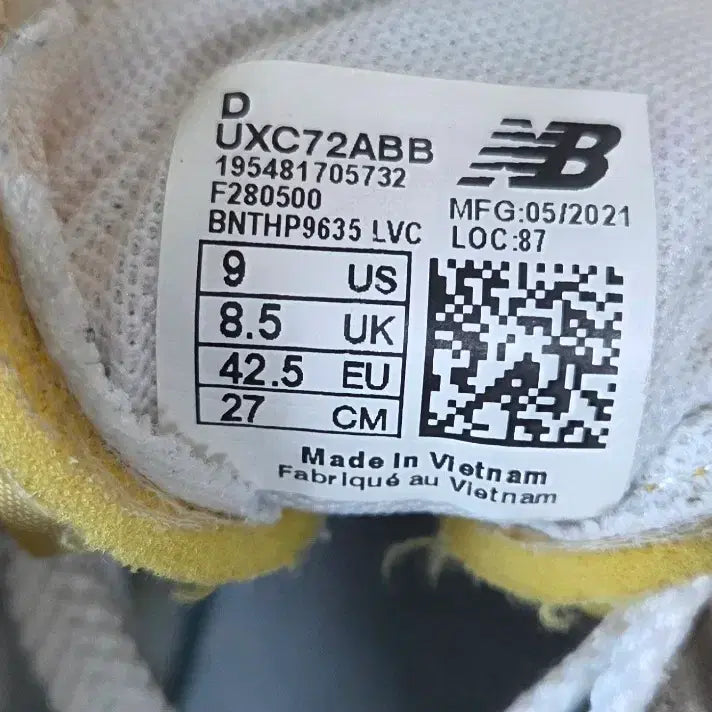 D
UXC72ABB
195481705732
F280500
BNTHP9635 LVC
NB
MFG:05/2021
LOC:87
9 US
8.5 UK
42.5 EU
27 CM
Made In Vietnam
Fabriqué au Vietnam